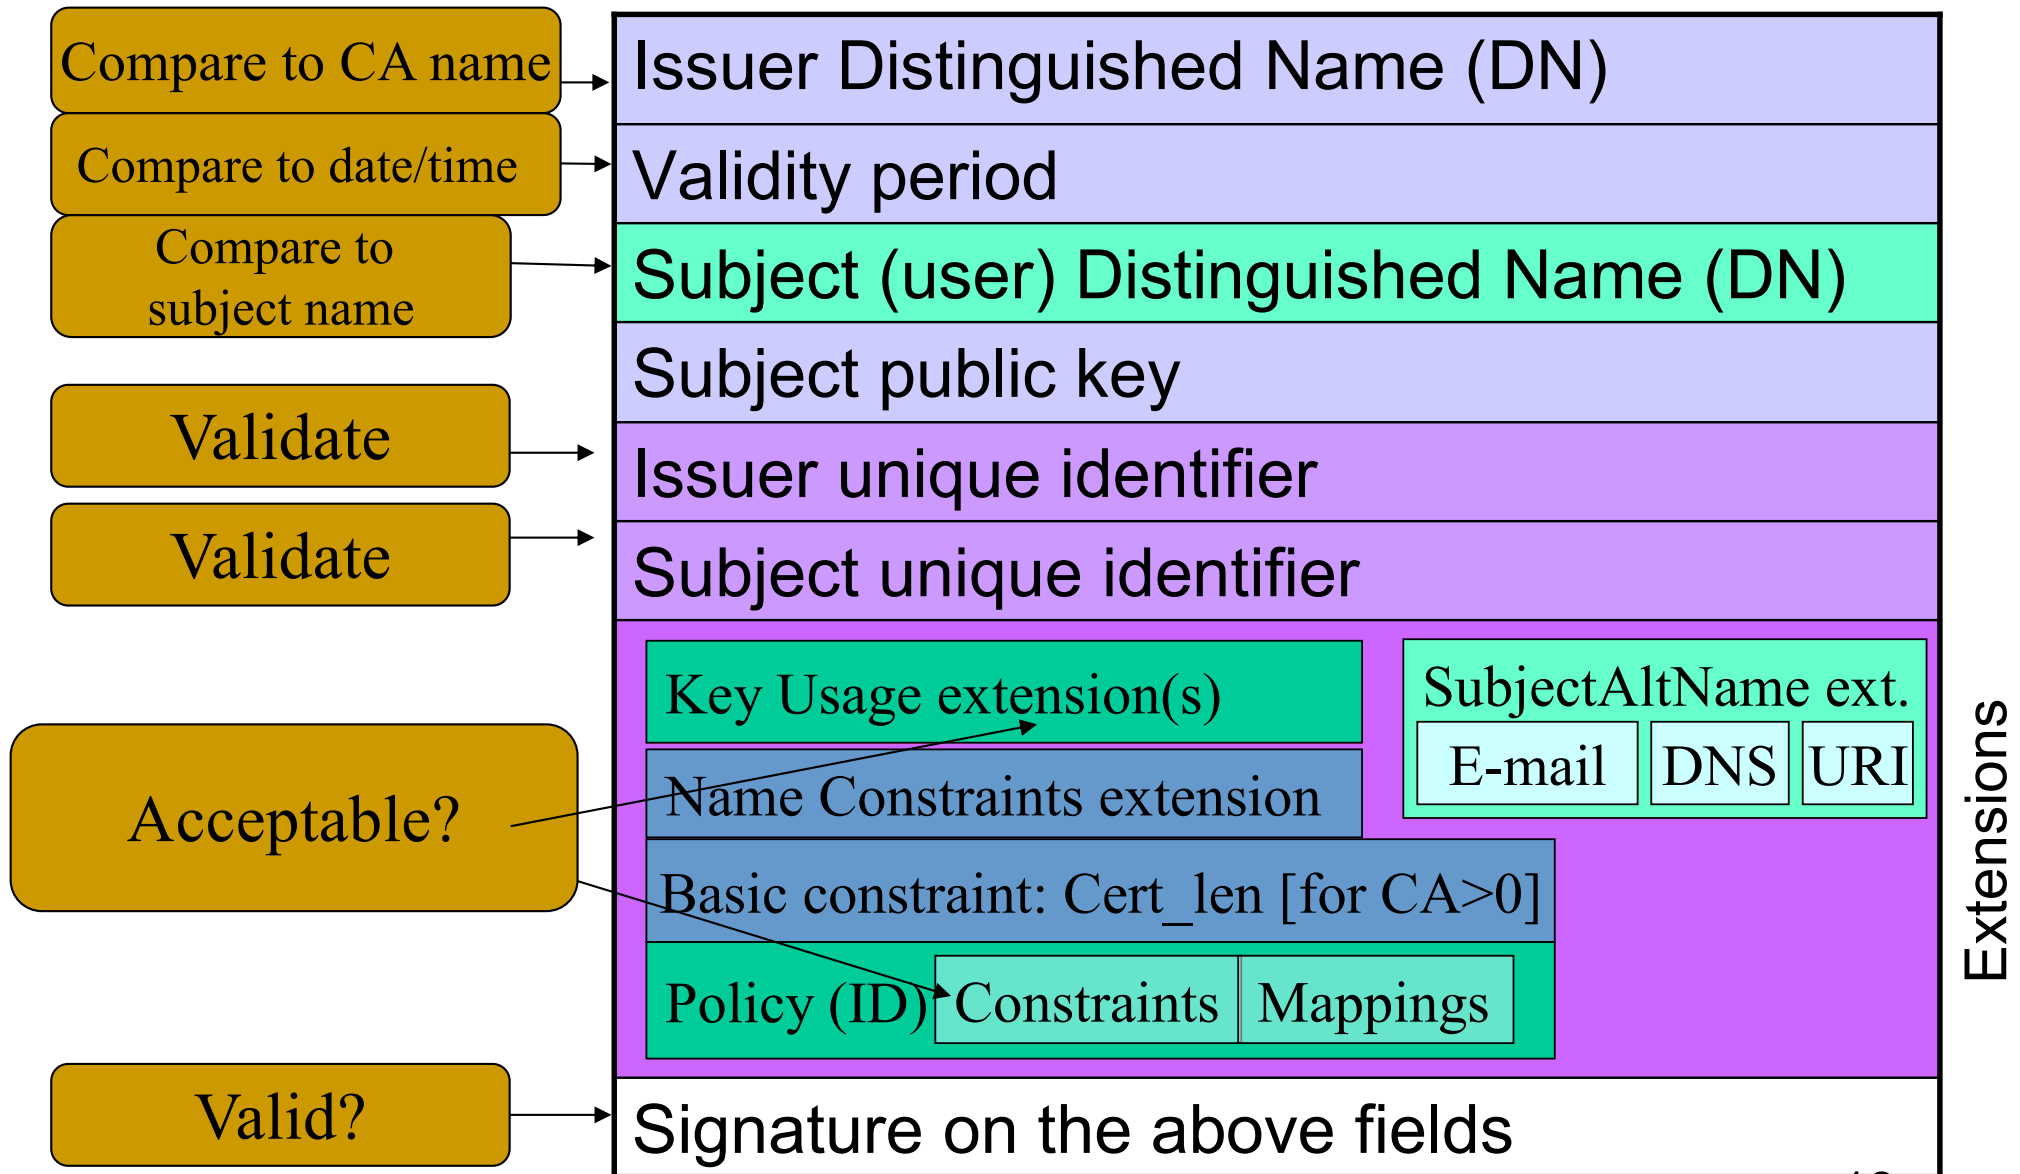 Compare to CA name
Issuer Distinguished Name (DN)
Compare to date/time
Validity period
Compare to
subject name
Subject (user) Distinguished Name (DN)
Subject public key
Validate
Issuer unique identifier
Validate
Subject unique identifier
Key Usage extension(s)
SubjectAltName ext.
E-mail DNS URI
Acceptable?
Name Constraints extension
Basic constraint: Cert_len [for CA>0]
Policy (ID) Constraints Mappings
Extensions
Valid?
Signature on the above fields